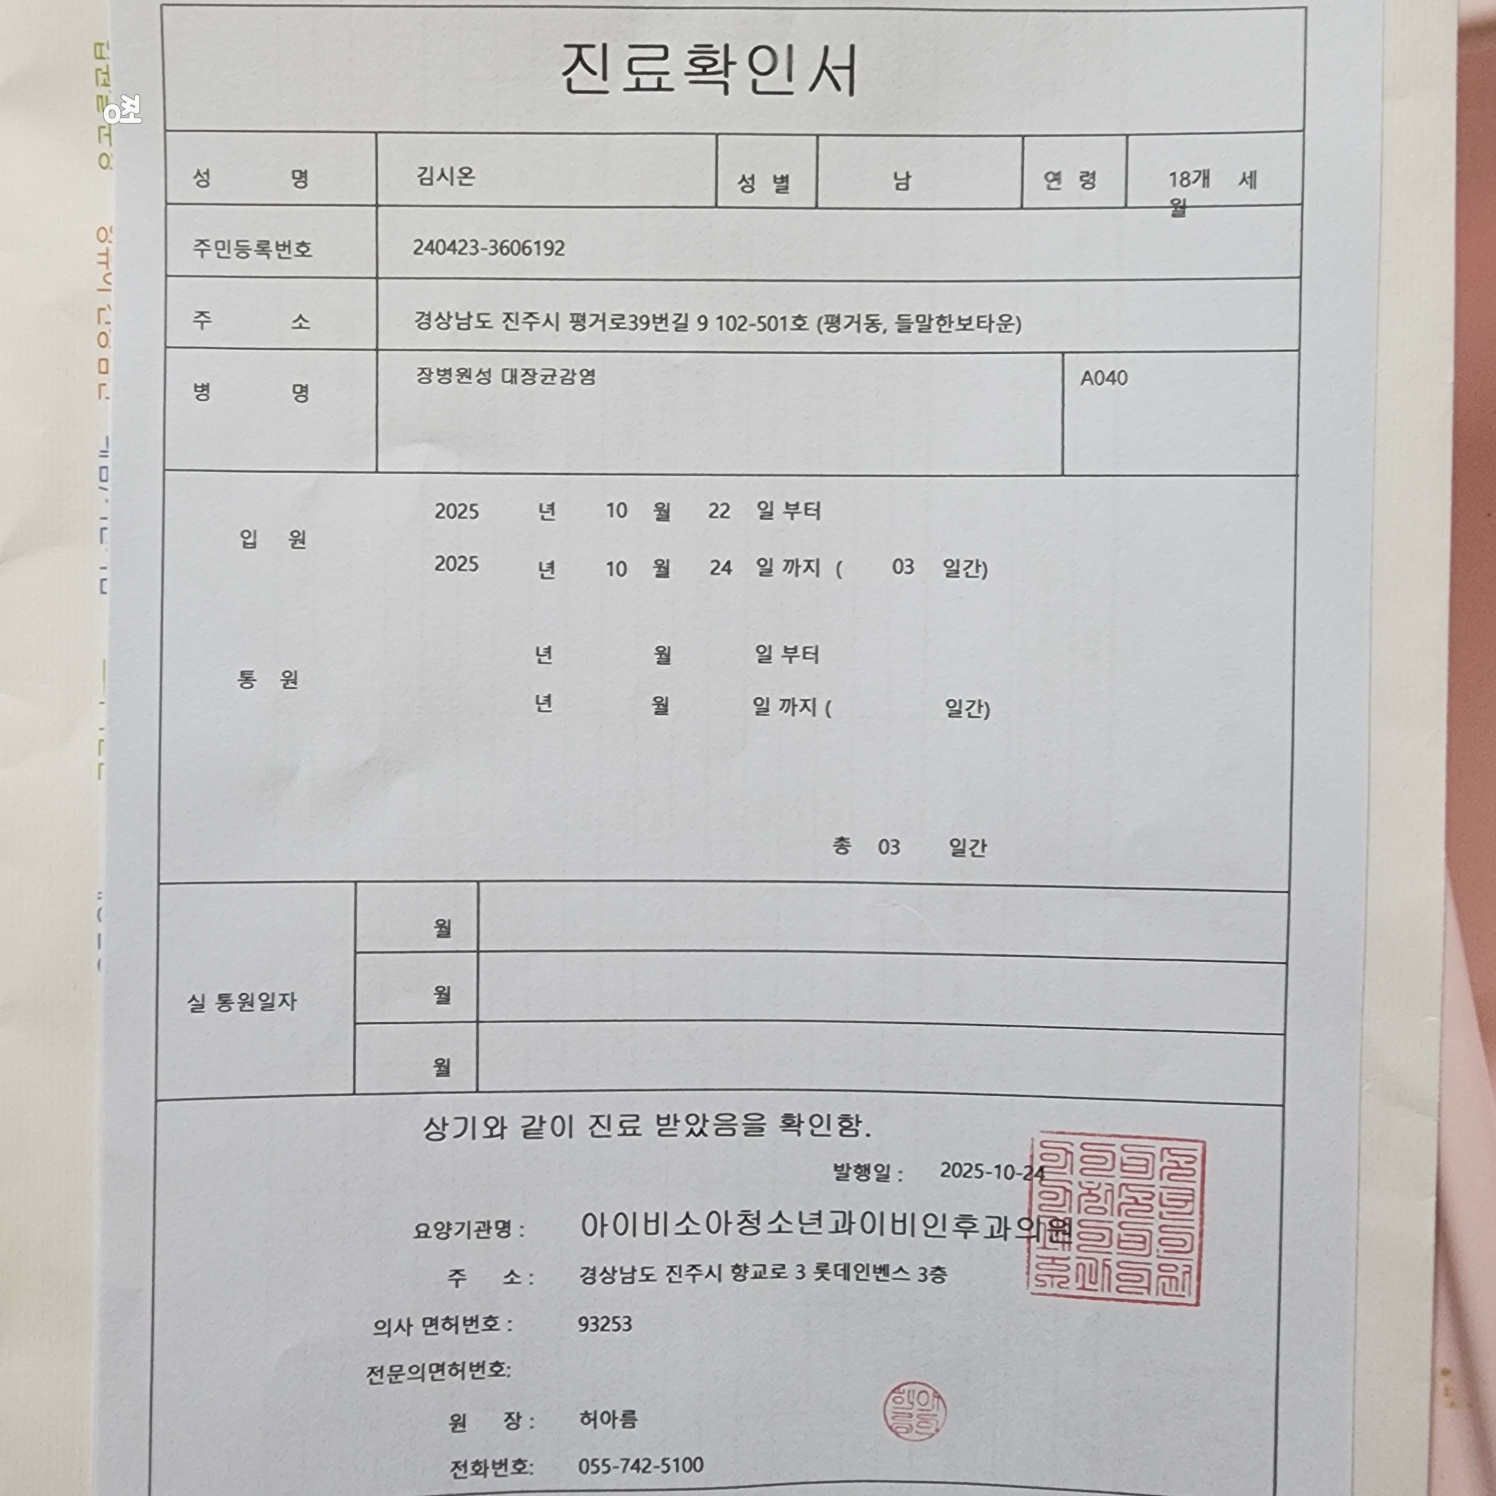 진료확인서
성 명 김시온 성 별 남 연 령 18개월 세
주민등록번호 240423-3606192
주 소 경상남도 진주시 평거로39번길 9 102-501호 (평거동, 들말한보타운)
병 명 장병원성 대장균감염 A040
입 원 2025 년 10 월 22 일 부터
2025 년 10 월 24 일 까지 ( 03 일간)
통 원 년 월 일 부터
년 월 일 까지 ( 일간)
총 03 일간
실 통원일자
월
월
월
상기와 같이 진료 받았음을 확인함.
발행일 : 2025-10-24
요양기관명 : 아이비소아청소년과이비인후과의원
주 소 : 경상남도 진주시 향교로 3 롯데인벤스 3층
의사 면허번호 : 93253
전문의면허번호:
원 장 : 허아름
전화번호: 055-742-5100
정